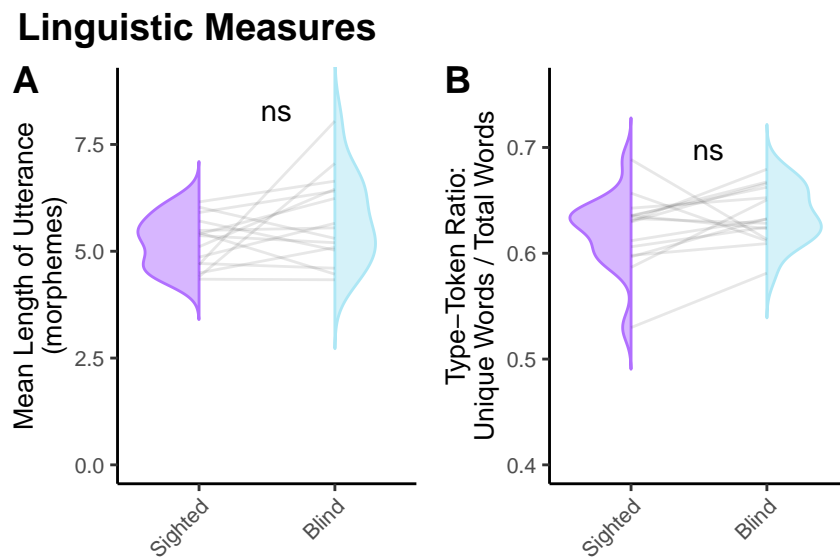 Linguistic Measures
A
Mean Length of Utterance
(morphemes)
7.5
5.0
2.5
0.0
ns
Sighted
Blind
B
Type−Token Ratio:
Unique Words / Total Words
0.7
0.6
0.5
0.4
ns
Sighted
Blind